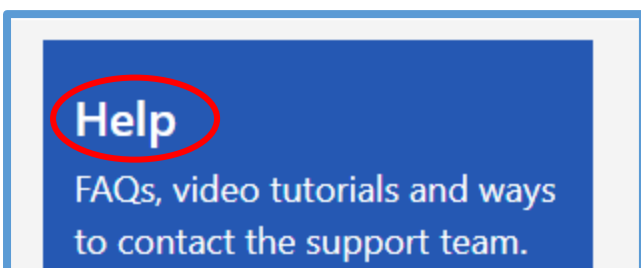 Help
FAQs, video tutorials and ways
to contact the support team.